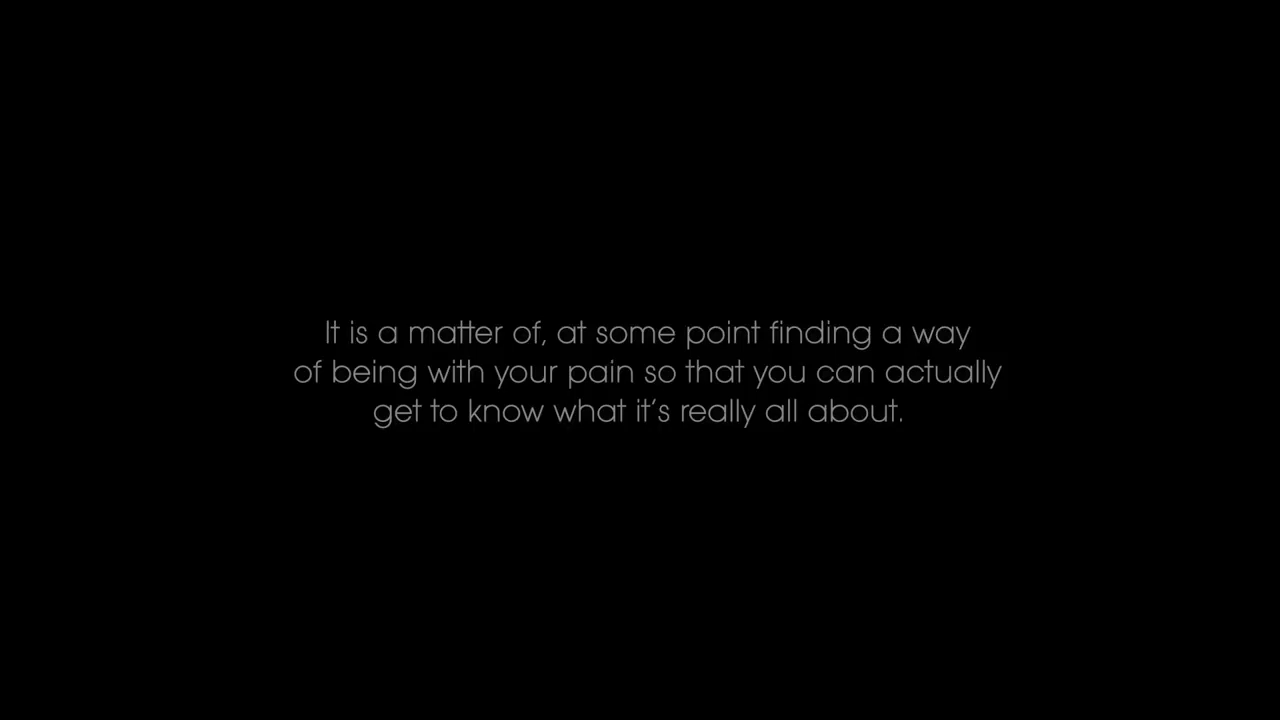 It is a matter of, at some point finding a way
of being with your pain so that you can actually
get to know what it's really all about.